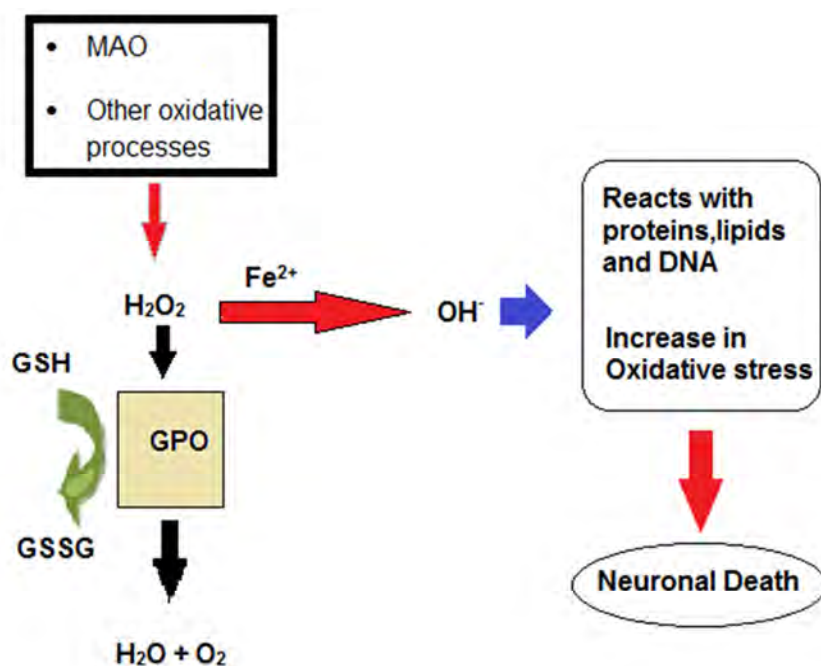 • MAO
• Other oxidative
processes
Fe²⁺
H₂O₂
OH⁻
Reacts with
proteins,lipids
and DNA
Increase in
Oxidative stress
GSH
GPO
GSSG
Neuronal Death
H₂O + O₂